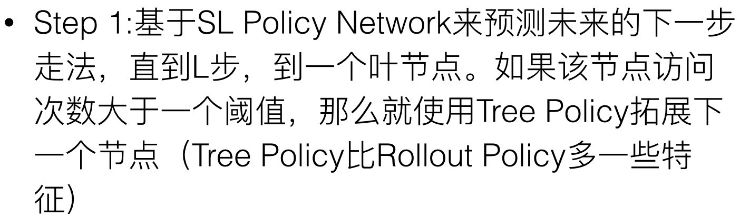 • Step 1:基于SL Policy Network来预测未来的下一步
走法，直到L步，到一个叶节点。如果该节点访问
次数大于一个阈值，那么就使用Tree Policy拓展下
一个节点（Tree Policy比Rollout Policy多一些特
征）